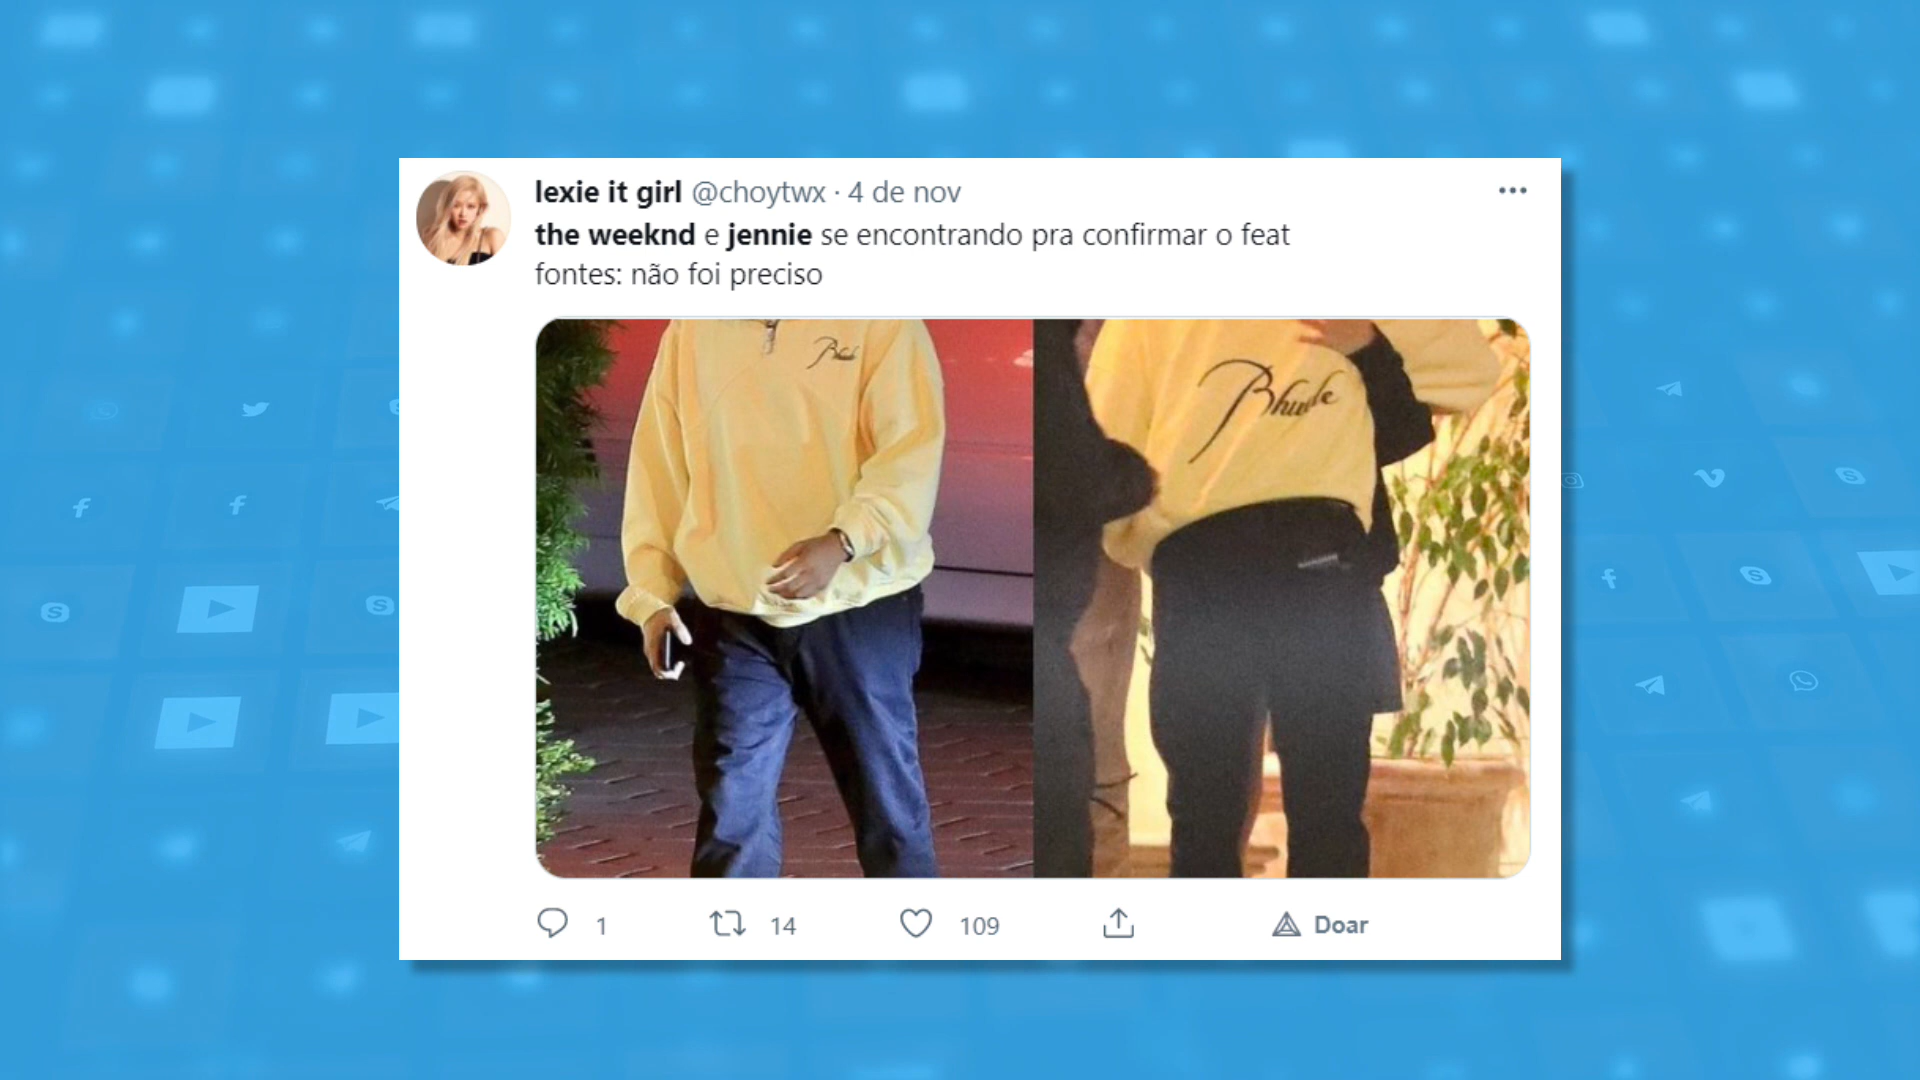 lexie it girl @choytwx · 4 de nov
the weeknd e jennie se encontrando pra confirmar o feat
fontes: não foi preciso
Rhude
Rhude
1 14 109 Doar